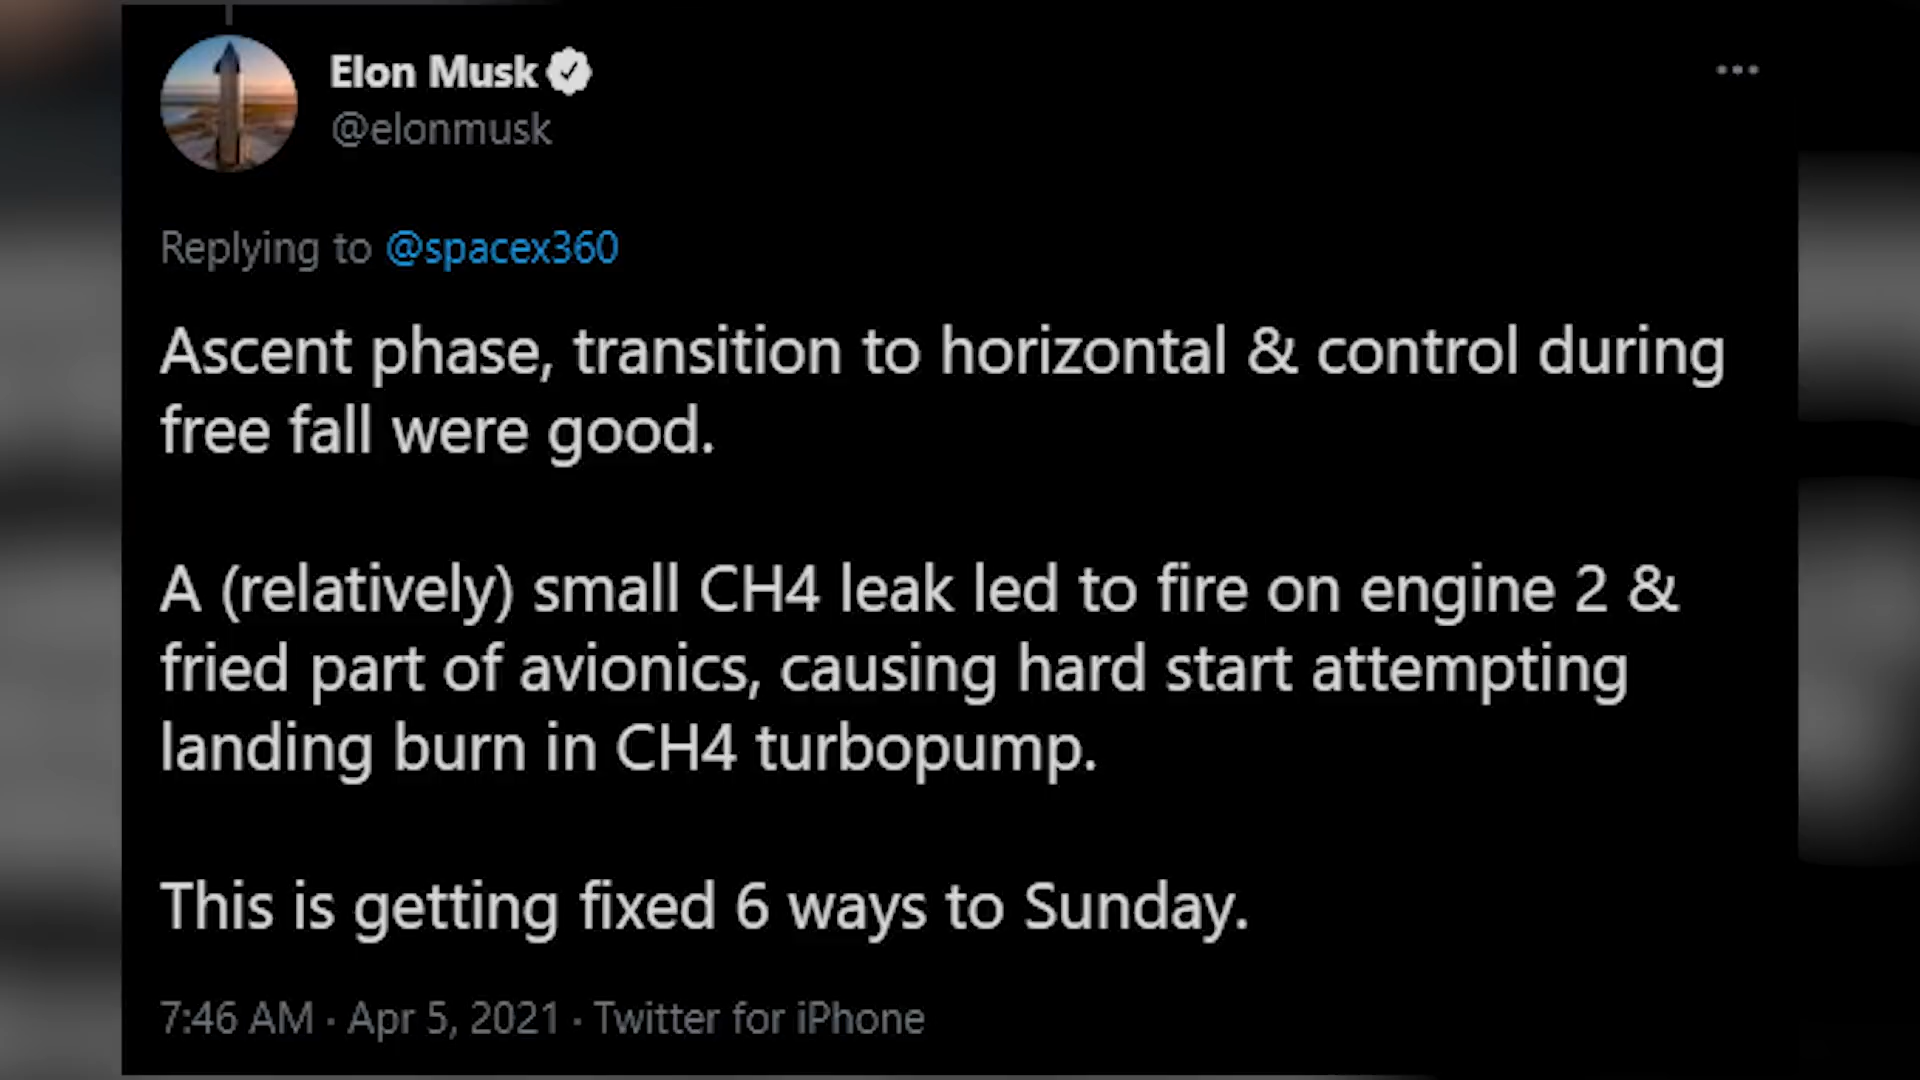 Elon Musk
@elonmusk
Replying to @spacex360
Ascent phase, transition to horizontal & control during
free fall were good.
A (relatively) small CH4 leak led to fire on engine 2 &
fried part of avionics, causing hard start attempting
landing burn in CH4 turbopump.
This is getting fixed 6 ways to Sunday.
7:46 AM · Apr 5, 2021 · Twitter for iPhone